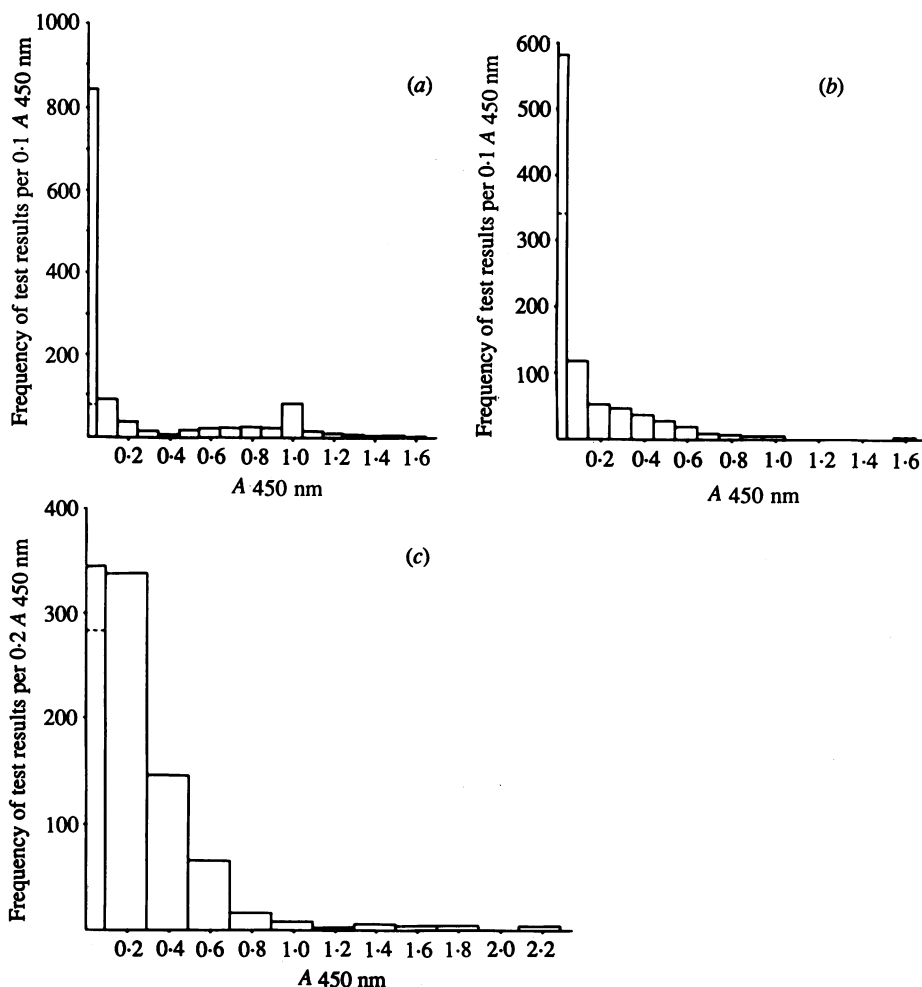 (a)
Frequency of test results per 0·1 A 450 nm
1000
800
600
400
200
0·2 0·4 0·6 0·8 1·0 1·2 1·4 1·6
A 450 nm
(b)
Frequency of test results per 0·1 A 450 nm
600
500
400
300
200
100
0·2 0·4 0·6 0·8 1·0 1·2 1·4 1·6
A 450 nm
(c)
Frequency of test results per 0·2 A 450 nm
400
300
200
100
0·2 0·4 0·6 0·8 1·0 1·2 1·4 1·6 1·8 2·0 2·2
A 450 nm